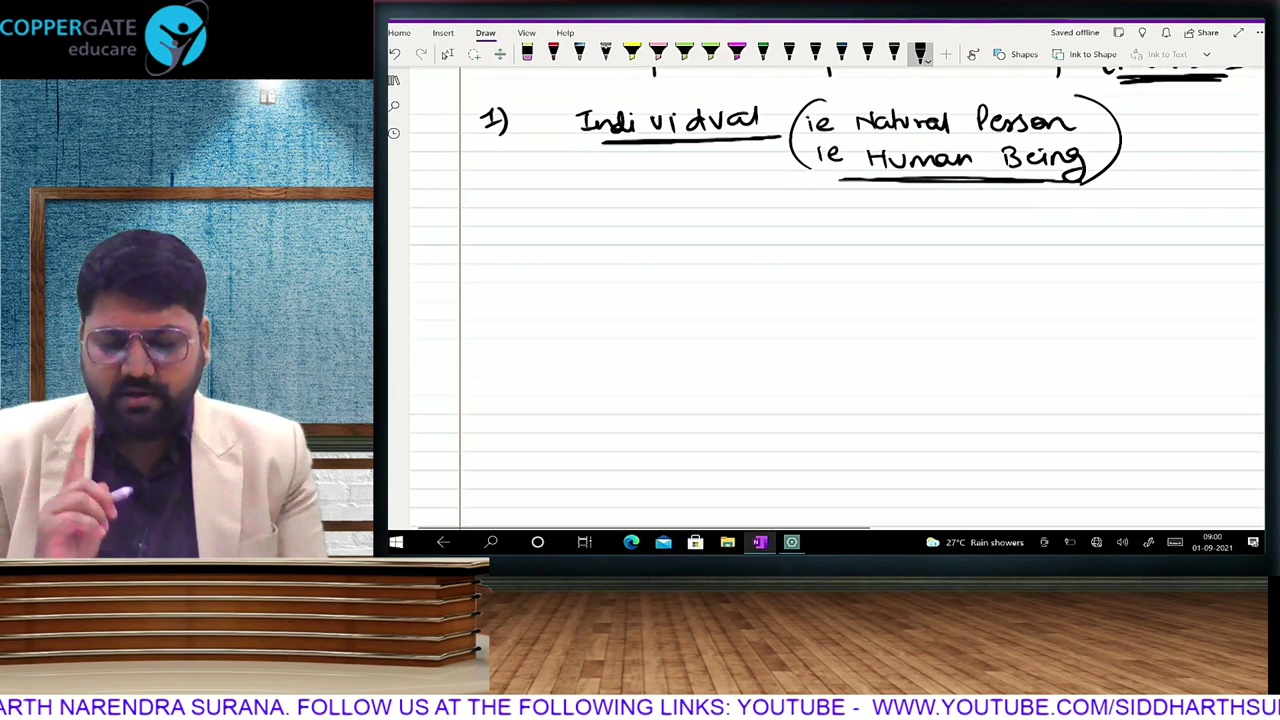 COPPERGATE
educare
Home Insert Draw View Help
Saved offline
Share
Shapes
Ink to Shape
Ink to Text
1) Individual (ie Natural Person
ie Human Being)
27°C Rain showers
09:00
01-09-2021
ARTH NARENDRA SURANA. FOLLOW US AT THE FOLLOWING LINKS: YOUTUBE - WWW.YOUTUBE.COM/SIDDHARTHSU